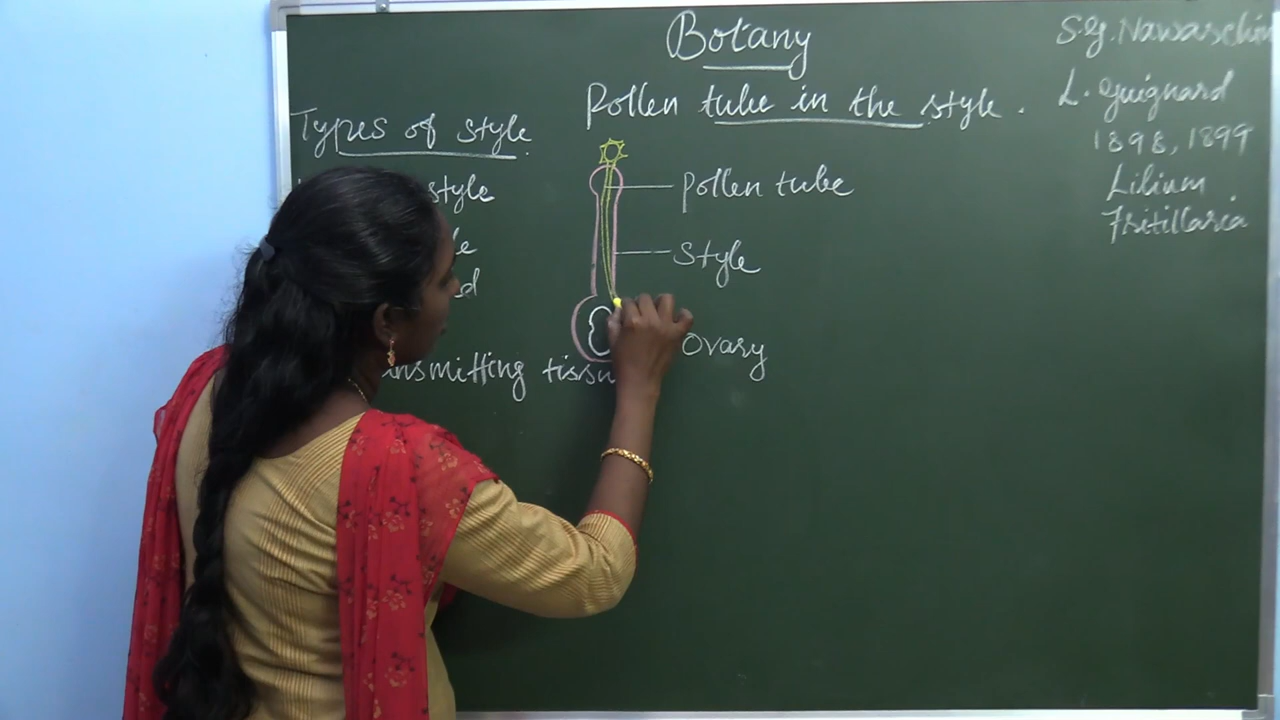 Botany
Pollen tube in the style.
Types of style
style
pollen tube
style
ovary
tissu
S.G. Nawaschin
L. Guignard
1898, 1899
Lilium
Fritillaria